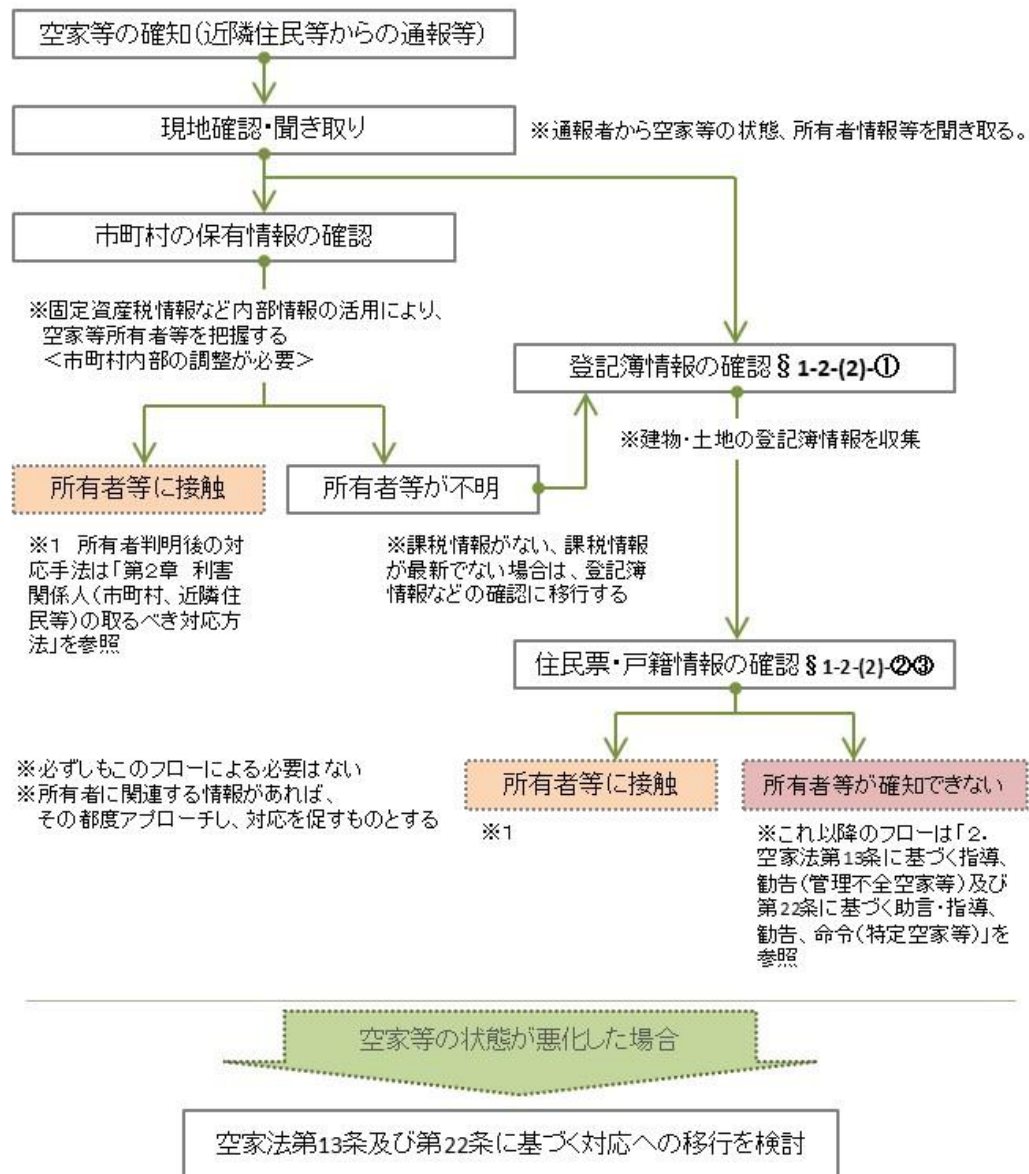 空家等の確知(近隣住民等からの通報等)
現地確認・聞き取り
※通報者から空家等の状態、所有者情報等を聞き取る。
市町村の保有情報の確認
※固定資産税情報など内部情報の活用により、
空家等所有者等を把握する
＜市町村内部の調整が必要＞
登記簿情報の確認§1-2-(2)-①
※建物・土地の登記簿情報を収集
所有者等に接触
所有者等が不明
※1 所有者判明後の対
応手法は「第2章 利害
関係人(市町村、近隣住
民等)の取るべき対応方
法」を参照
※課税情報がない、課税情報
が最新でない場合は、登記簿
情報などの確認に移行する
住民票・戸籍情報の確認§1-2-(2)-②③
※必ずしもこのフローによる必要はない
※所有者に関連する情報があれば、
その都度アプローチし、対応を促すものとする
所有者等に接触
※1
所有者等が確知できない
※これ以降のフローは「2．
空家法第13条に基づく指導、
勧告(管理不全空家等)及び
第22条に基づく助言・指導、
勧告、命令(特定空家等)」を
参照
空家等の状態が悪化した場合
空家法第13条及び第22条に基づく対応への移行を検討